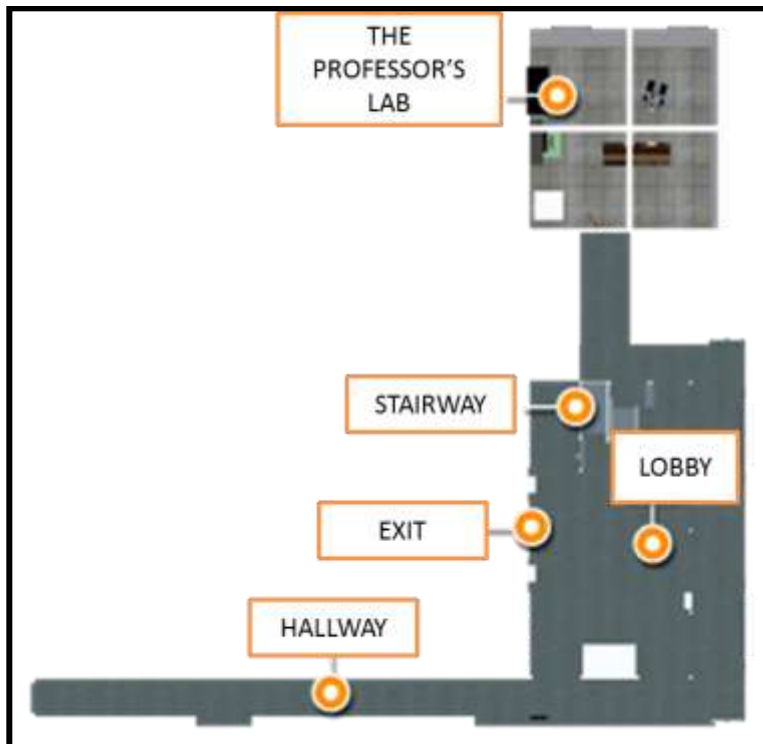 THE
PROFESSOR'S
LAB
STAIRWAY
LOBBY
EXIT
HALLWAY